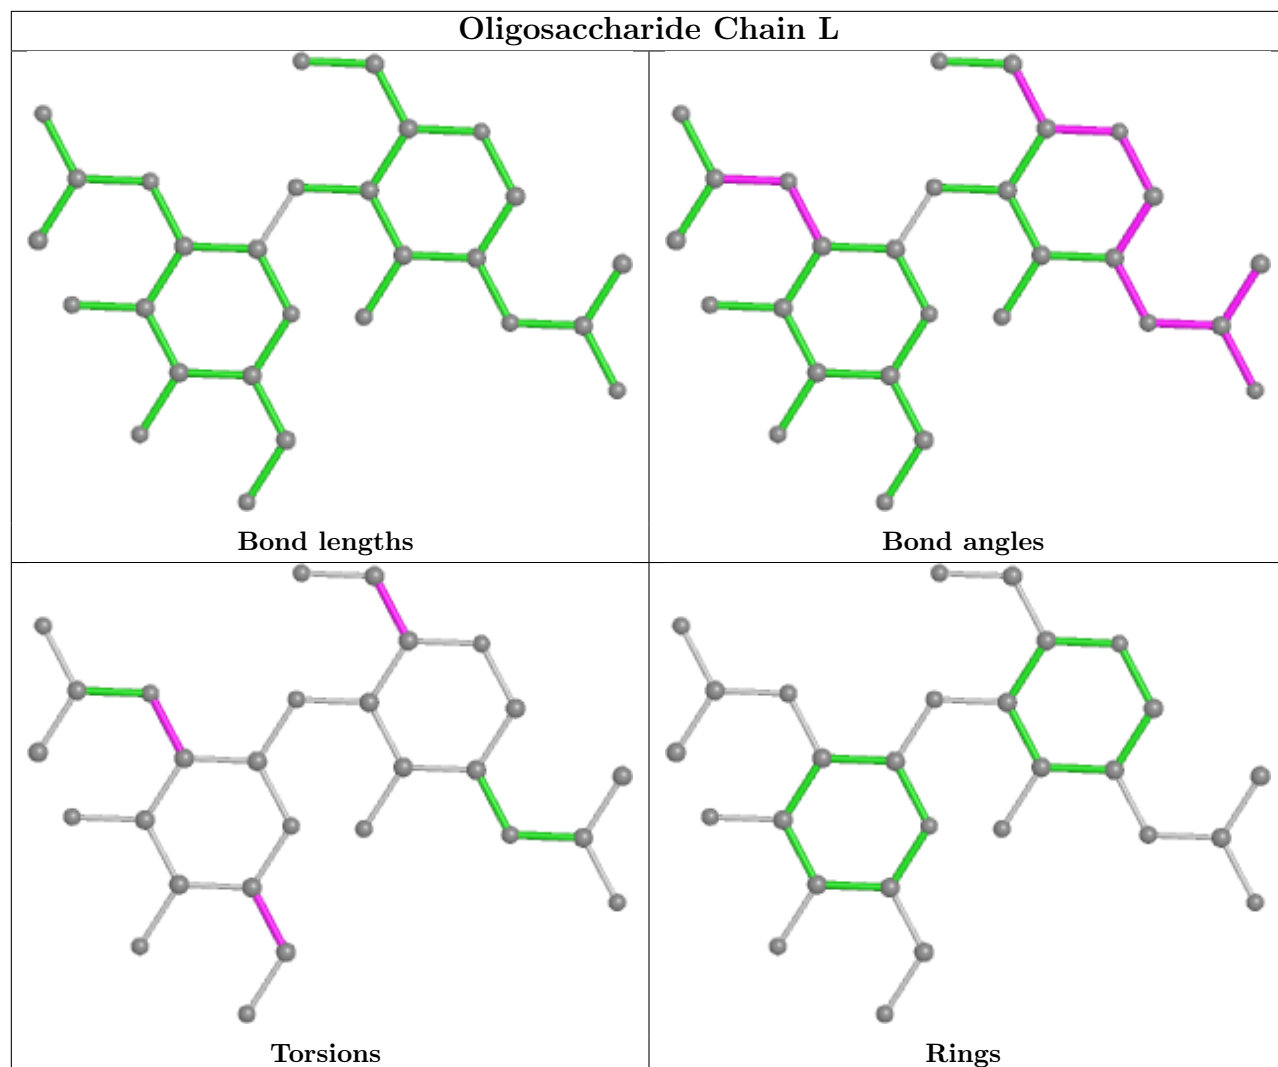 Oligosaccharide Chain L
Bond lengths
Bond angles
Torsions
Rings